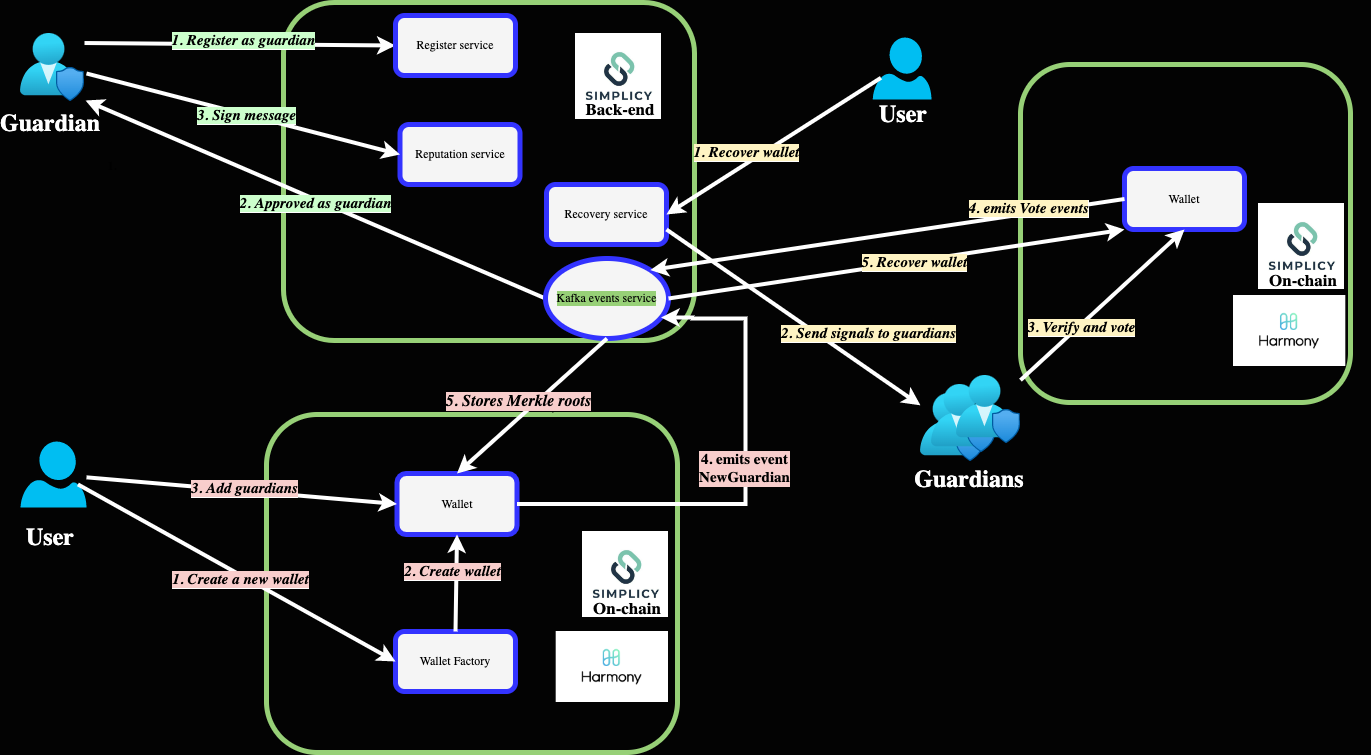 1. Register as guardian
Register service
Guardian
3. Sign message
Reputation service
2. Approved as guardian
SIMPLICY
Back-end
Recovery service
Kafka events service
User
1. Recover wallet
4. emits Vote events
5. Recover wallet
2. Send signals to guardians
3. Verify and vote
Wallet
SIMPLICY
On-chain
Harmony
Guardians
5. Stores Merkle roots
4. emits event
NewGuardian
User
3. Add guardians
Wallet
1. Create a new wallet
2. Create wallet
Wallet Factory
SIMPLICY
On-chain
Harmony